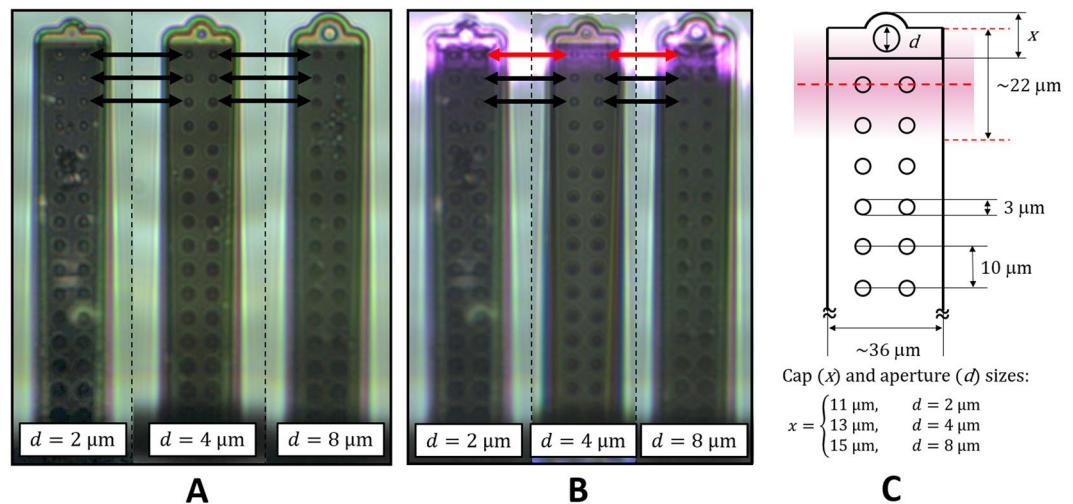 d = 2 μm
d = 4 μm
d = 8 μm
A
d = 2 μm
d = 4 μm
d = 8 μm
B
d
x
~22 μm
3 μm
10 μm
≈
≈
~36 μm
Cap (x) and aperture (d) sizes:
x = { 11 μm, d = 2 μm
13 μm, d = 4 μm
15 μm, d = 8 μm
C